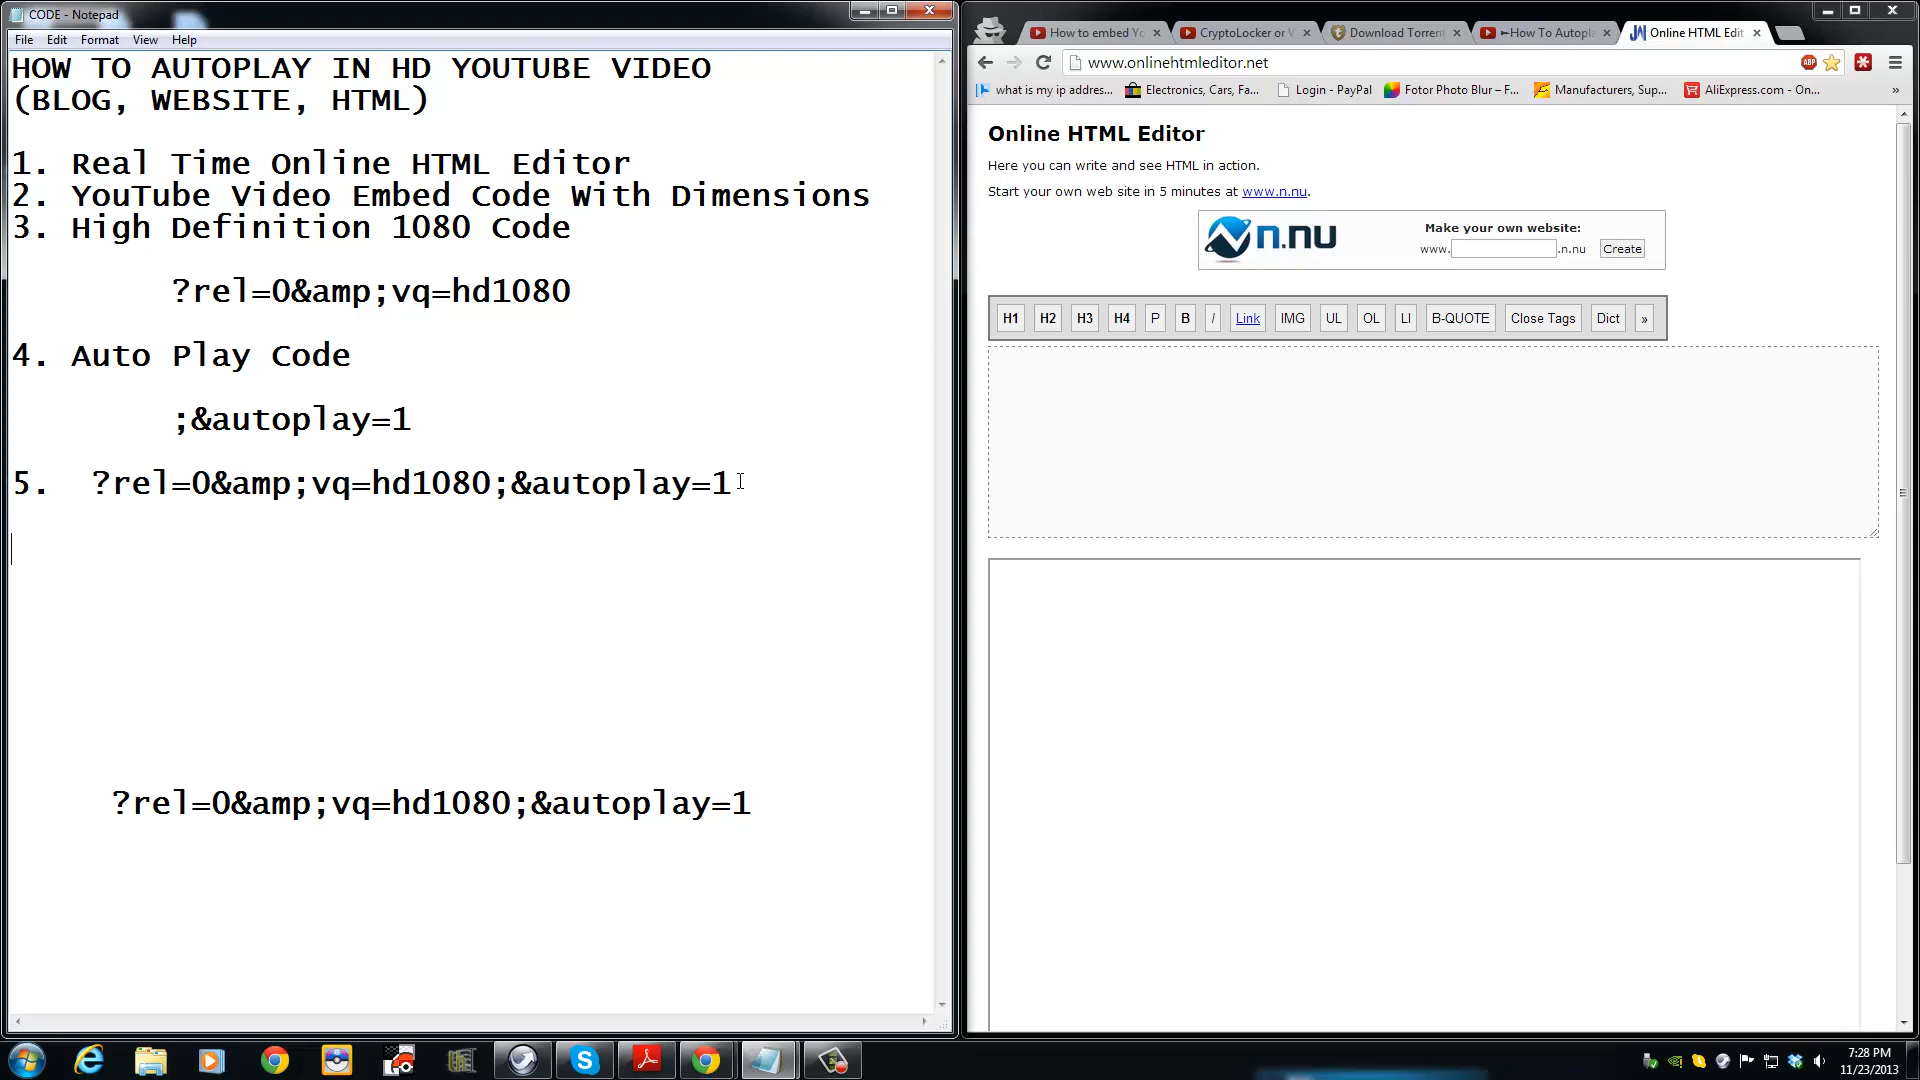 CODE - Notepad
File Edit Format View Help
HOW TO AUTOPLAY IN HD YOUTUBE VIDEO
(BLOG, WEBSITE, HTML)
1. Real Time Online HTML Editor
2. YouTube Video Embed Code With Dimensions
3. High Definition 1080 Code
?rel=0&amp;vq=hd1080
4. Auto Play Code
;&autoplay=1
5. ?rel=0&amp;vq=hd1080;&autoplay=1
?rel=0&amp;vq=hd1080;&autoplay=1
How to embed Yo
CryptoLocker or V
Download Torren
How To Autopla
Online HTML Edit
www.onlinehtmleditor.net
ABP
what is my ip addres...
Electronics, Cars, Fa...
Login - PayPal
Fotor Photo Blur – F...
Manufacturers, Sup...
AliExpress.com - On...
»
Online HTML Editor
Here you can write and see HTML in action.
Start your own web site in 5 minutes at www.n.nu.
n.nu
Make your own website:
www. .n.nu Create
H1 H2 H3 H4 P B I Link IMG UL OL LI B-QUOTE Close Tags Dict »
7:28 PM
11/23/2013